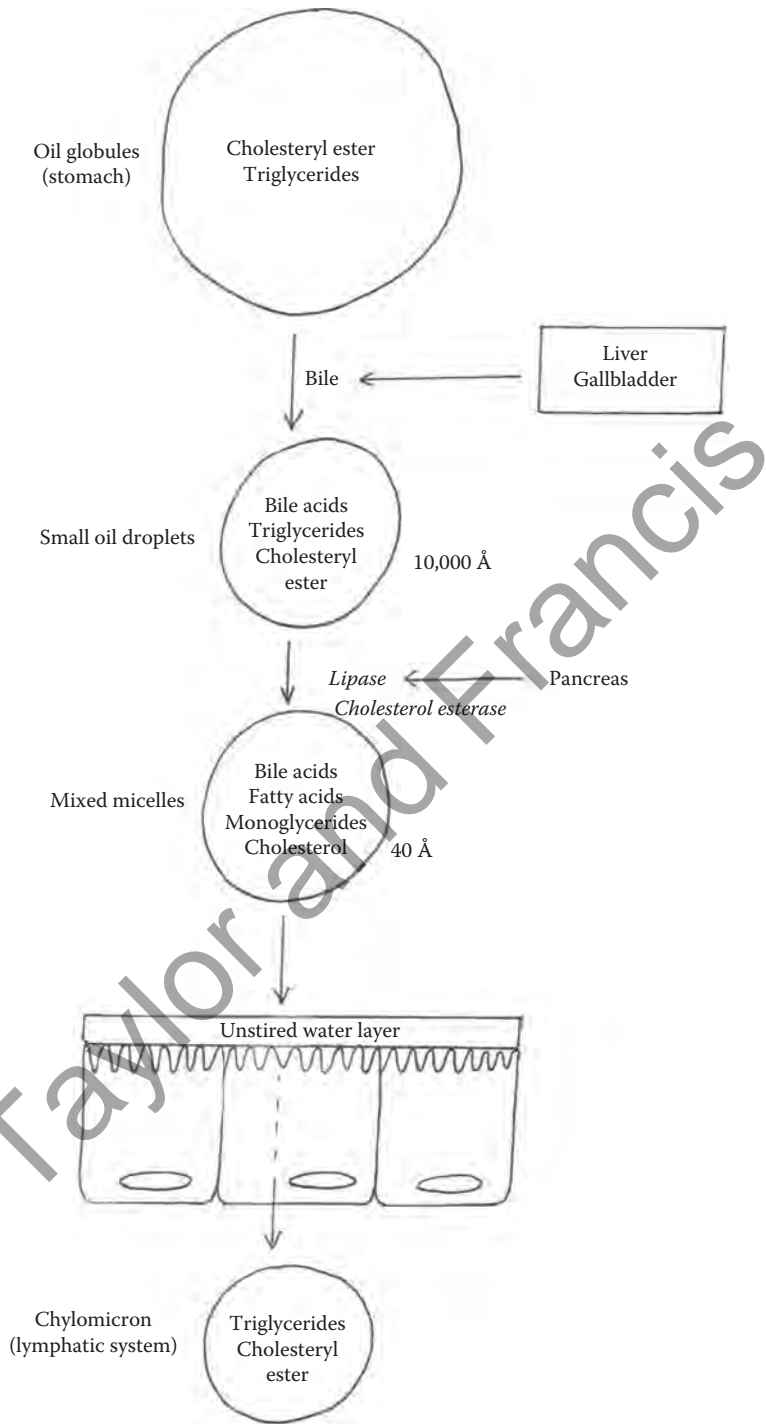 Oil globules
(stomach)
Cholesteryl ester
Triglycerides
Liver
Gallbladder
Bile
Small oil droplets
Bile acids
Triglycerides
Cholesteryl
ester
10,000 Å
Lipase
Cholesterol esterase
Pancreas
Mixed micelles
Bile acids
Fatty acids
Monoglycerides
Cholesterol
40 Å
Unstired water layer
Chylomicron
(lymphatic system)
Triglycerides
Cholesteryl
ester
Taylor and Francis